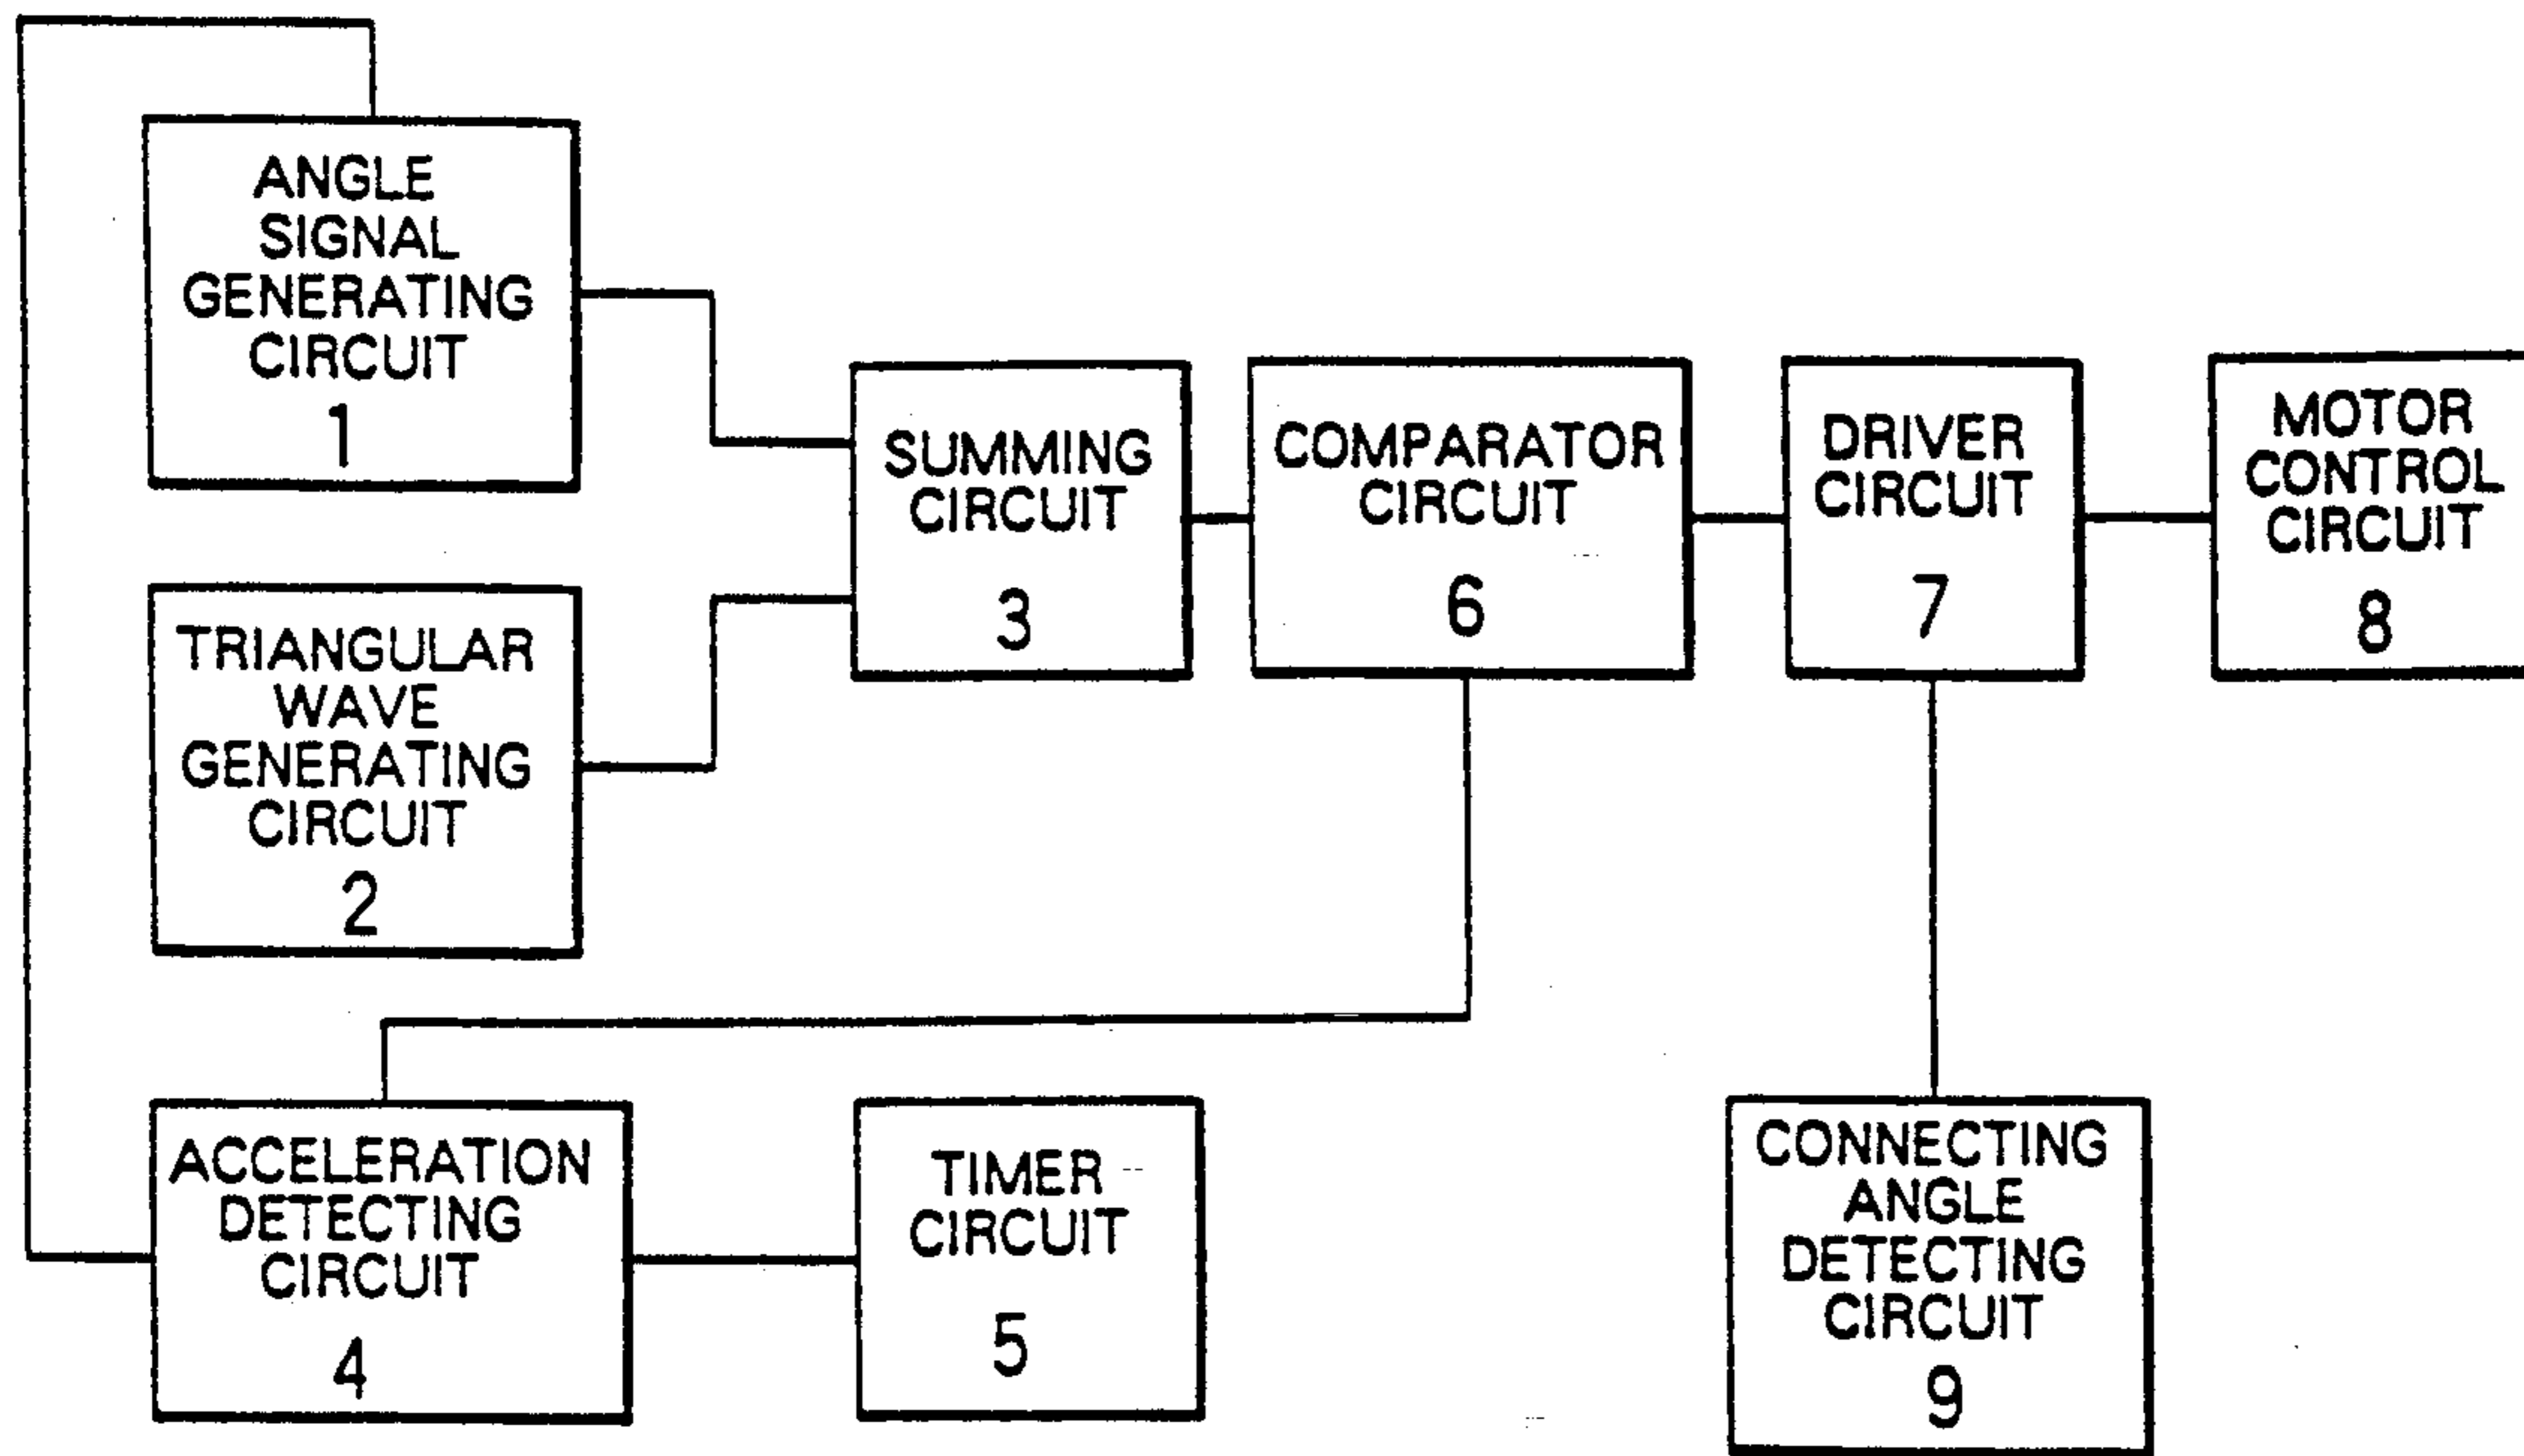 ANGLE
SIGNAL
GENERATING
CIRCUIT
1
TRIANGULAR
WAVE
GENERATING
CIRCUIT
2
SUMMING
CIRCUIT
3
COMPARATOR
CIRCUIT
6
DRIVER
CIRCUIT
7
MOTOR
CONTROL
CIRCUIT
8
ACCELERATION
DETECTING
CIRCUIT
4
TIMER
CIRCUIT
5
CONNECTING
ANGLE
DETECTING
CIRCUIT
9